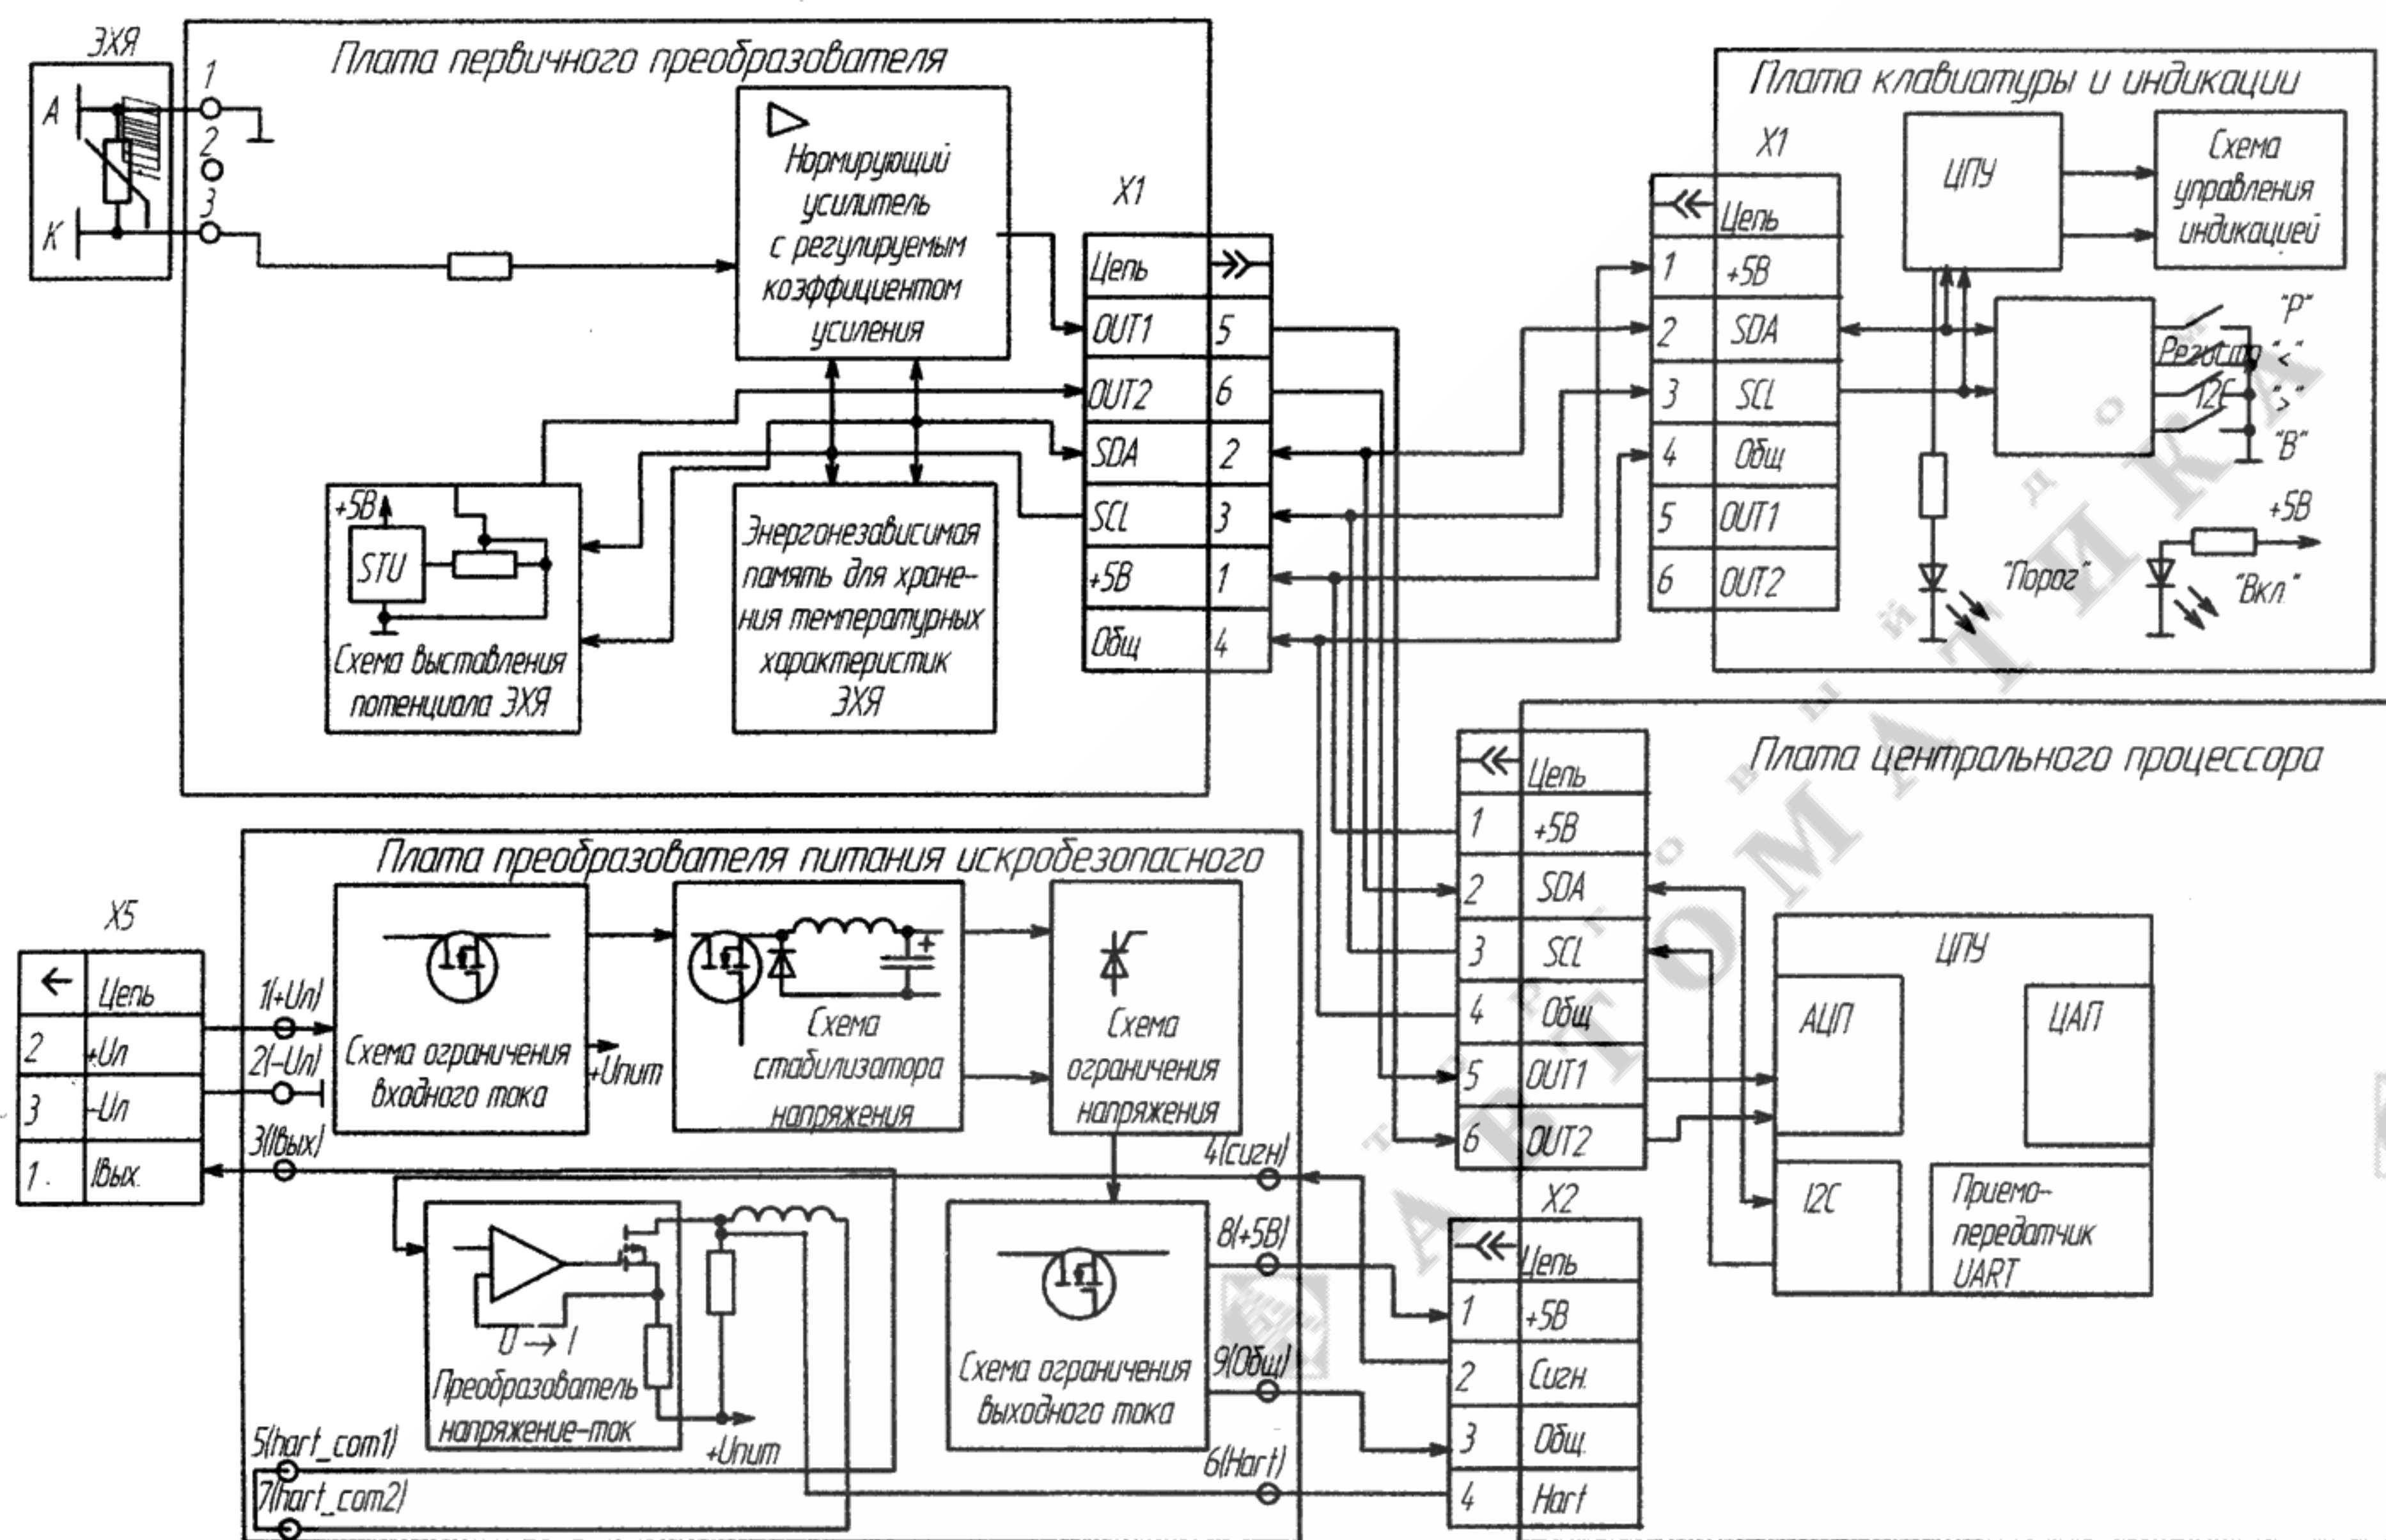 ЭХЯ
А
К
1
2
3
Плата первичного преобразователя
Нормирующий
усилитель
с регулируемым
коэффициентом
усиления
+5В
STU
Схема выставления
потенциала ЭХЯ
Энергонезависимая
память для хране-
ния температурных
характеристик
ЭХЯ
X1
Цепь
OUT1 5
OUT2 6
SDA 2
SCL 3
+5В 1
Общ 4
Плата клавиатуры и индикации
X1
Цепь
1 +5В
2 SDA
3 SCL
4 Общ
5 OUT1
6 OUT2
ЦПУ
Схема
управления
индикацией
Регистр
I2C
"Р"
"<"
">"
"В"
+5В
"Порог"
"Вкл."
Плата центрального процессора
Цепь
1 +5В
2 SDA
3 SCL
4 Общ
5 OUT1
6 OUT2
ЦПУ
АЦП
ЦАП
I2C
Приемо-
передатчик
UART
X2
Цепь
1 +5В
2 Сигн.
3 Общ.
4 Hart
Плата преобразователя питания искробезопасного
X5
Цепь
2 +Uл
3 -Uл
1 Iвых.
1(+Uл)
2(-Uл)
3(Iвых)
Схема ограничения
входного тока
+Uпит
Схема
стабилизатора
напряжения
Схема
ограничения
напряжения
4(сигн)
8(+5В)
9(Общ)
6(Hart)
U → I
Преобразователь
напряжение-ток
+Uпит
Схема ограничения
выходного тока
5(hart_com1)
7(hart_com2)
АВТОМАТИКА